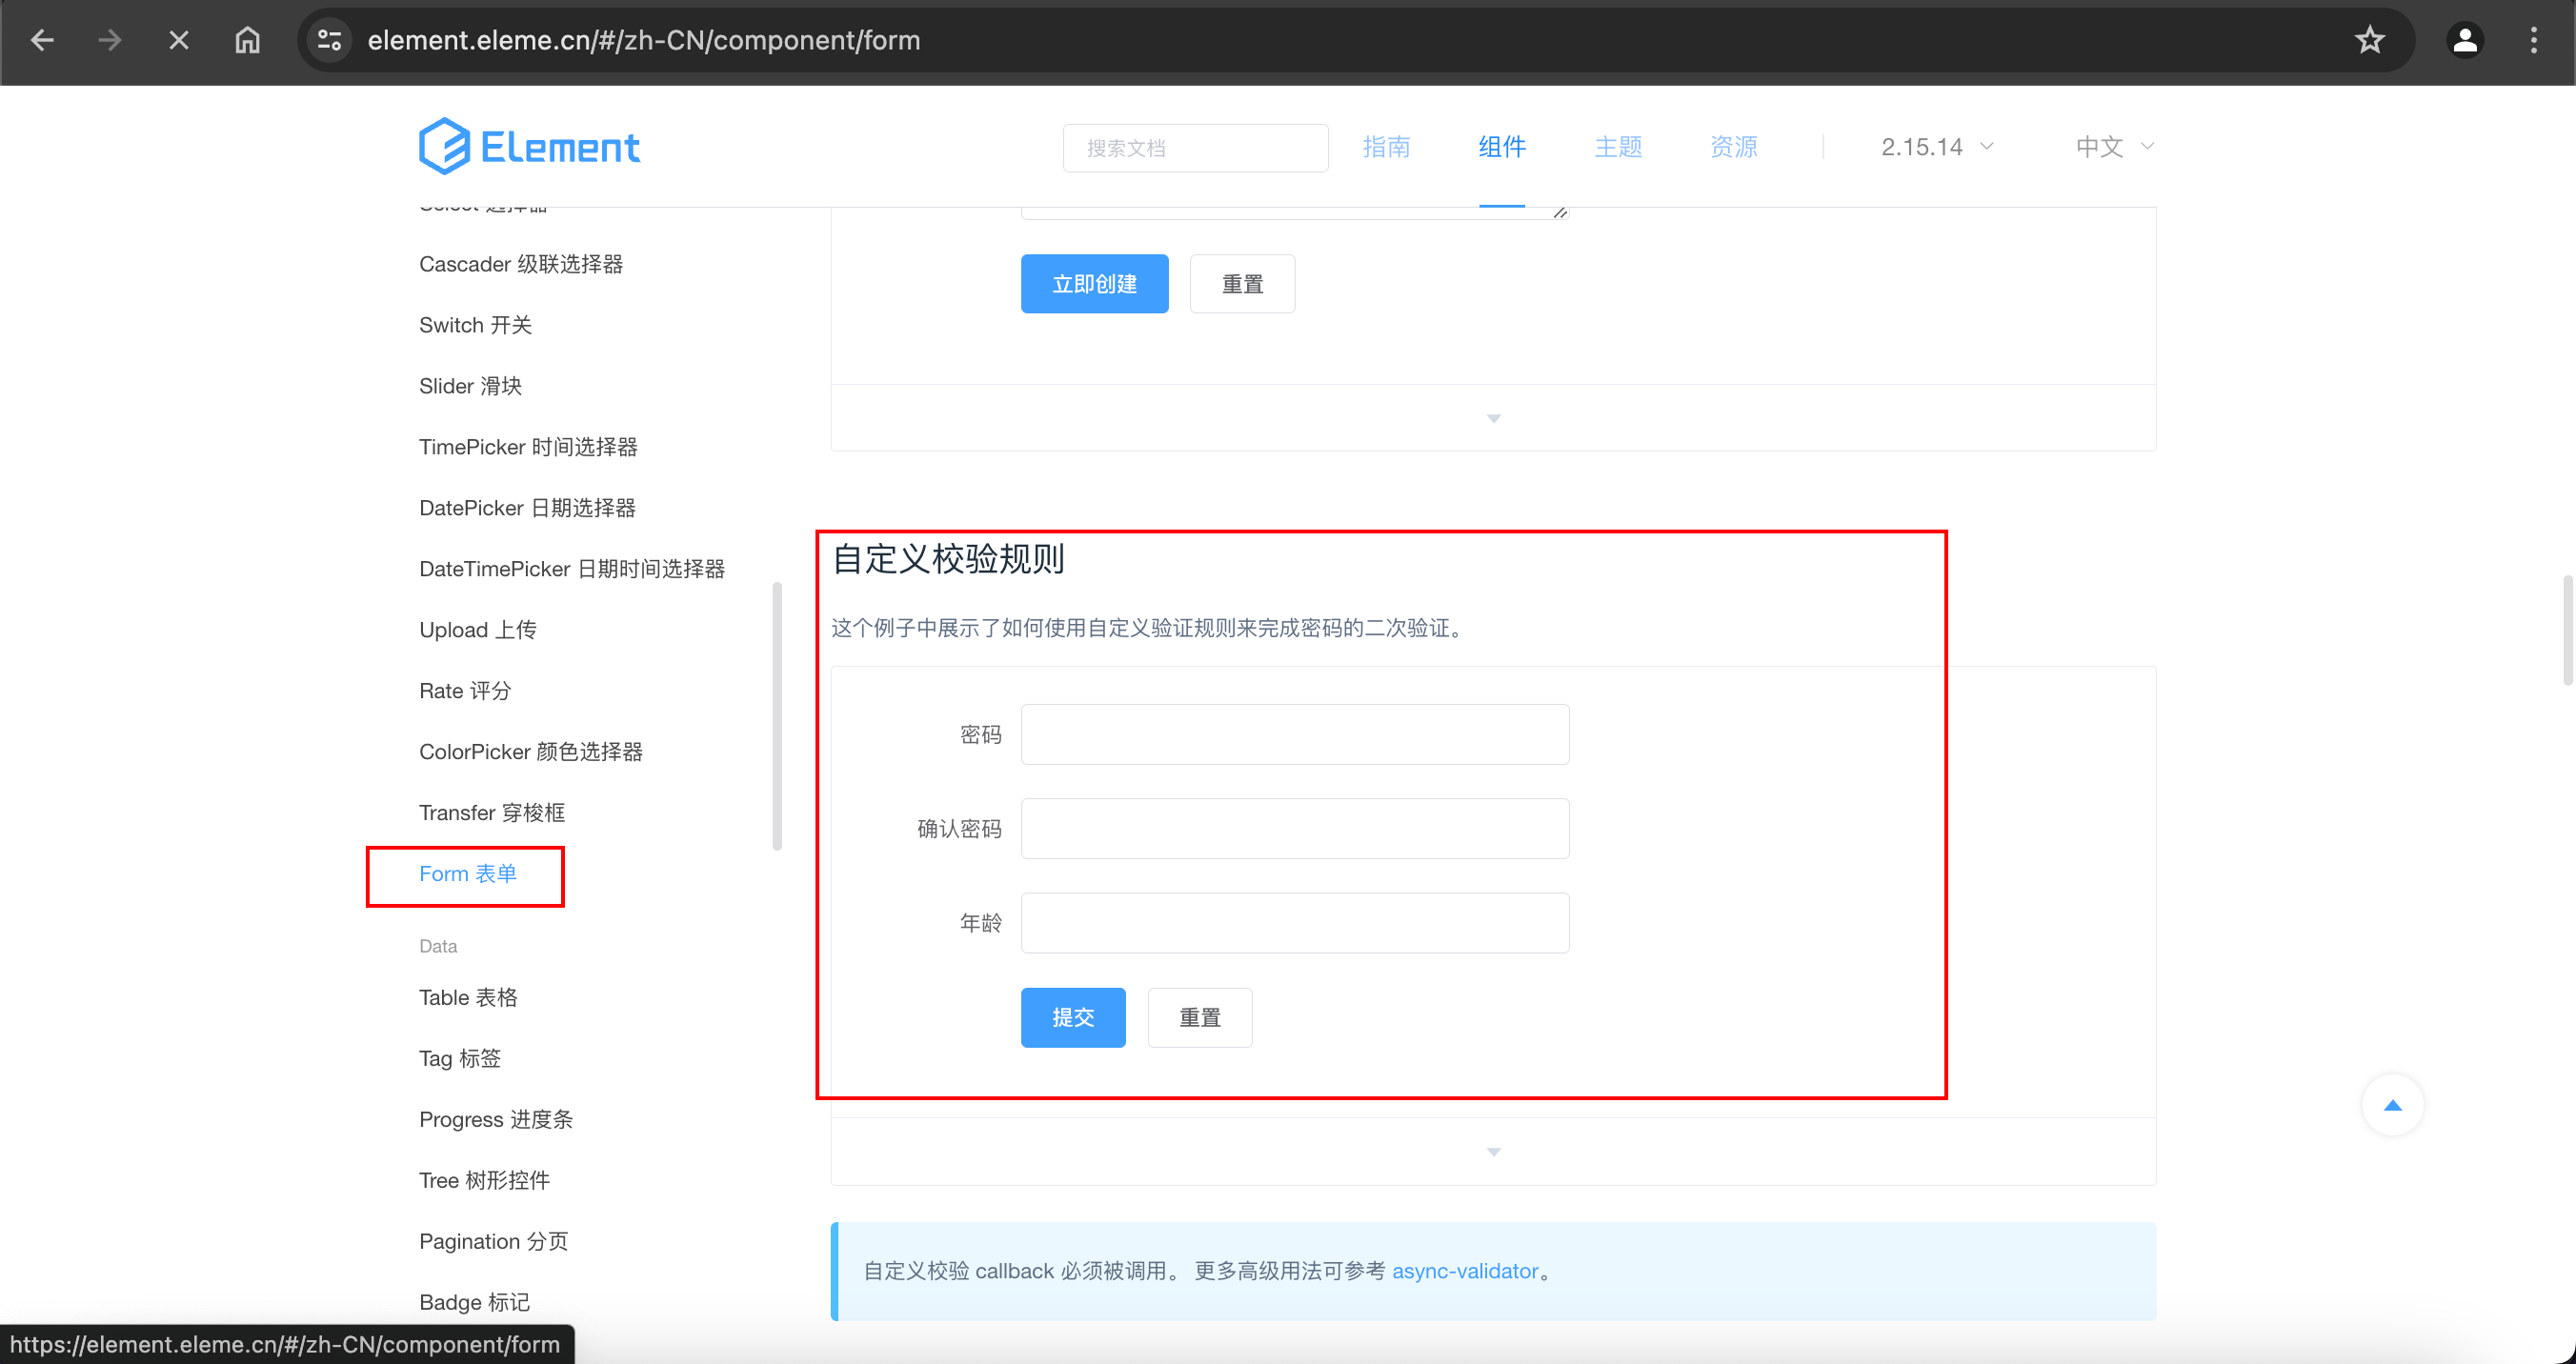 element.eleme.cn/#/zh-CN/component/form
Element
搜索文档
指南
组件
主题
资源
2.15.14
中文
Select 选择器
Cascader 级联选择器
Switch 开关
Slider 滑块
TimePicker 时间选择器
DatePicker 日期选择器
DateTimePicker 日期时间选择器
Upload 上传
Rate 评分
ColorPicker 颜色选择器
Transfer 穿梭框
Form 表单
Data
Table 表格
Tag 标签
Progress 进度条
Tree 树形控件
Pagination 分页
Badge 标记
立即创建
重置
自定义校验规则
这个例子中展示了如何使用自定义验证规则来完成密码的二次验证。
密码
确认密码
年龄
提交
重置
自定义校验 callback 必须被调用。 更多高级用法可参考 async-validator。
https://element.eleme.cn/#/zh-CN/component/form